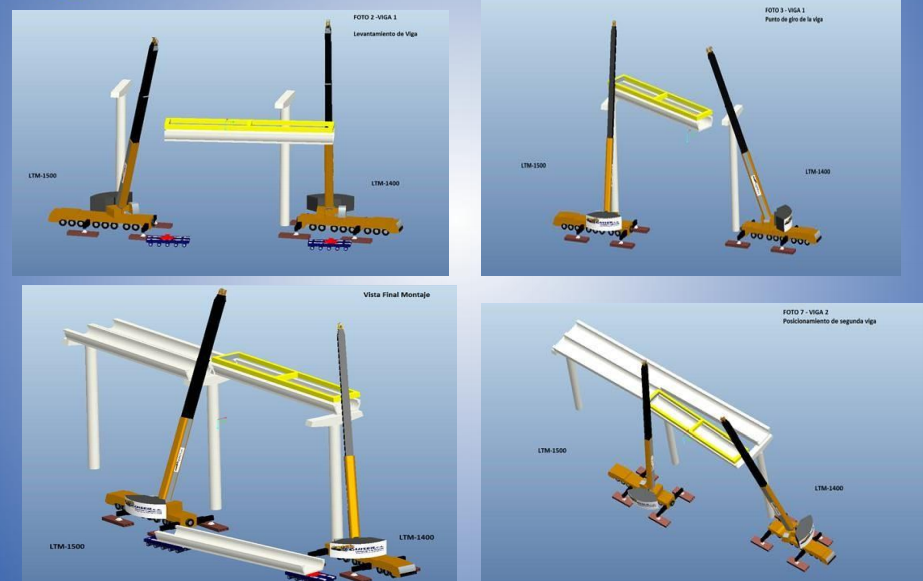 FOTO 2 -VIGA 1
Levantamiento de Viga
LTM-1500
LTM-1400
FOTO 3 - VIGA 1
Punto de giro de la viga
LTM-1500
LTM-1400
Vista Final Montaje
LTM-1500
LTM-1400
FOTO 7 - VIGA 2
Posicionamiento de segunda viga
LTM-1500
LTM-1400